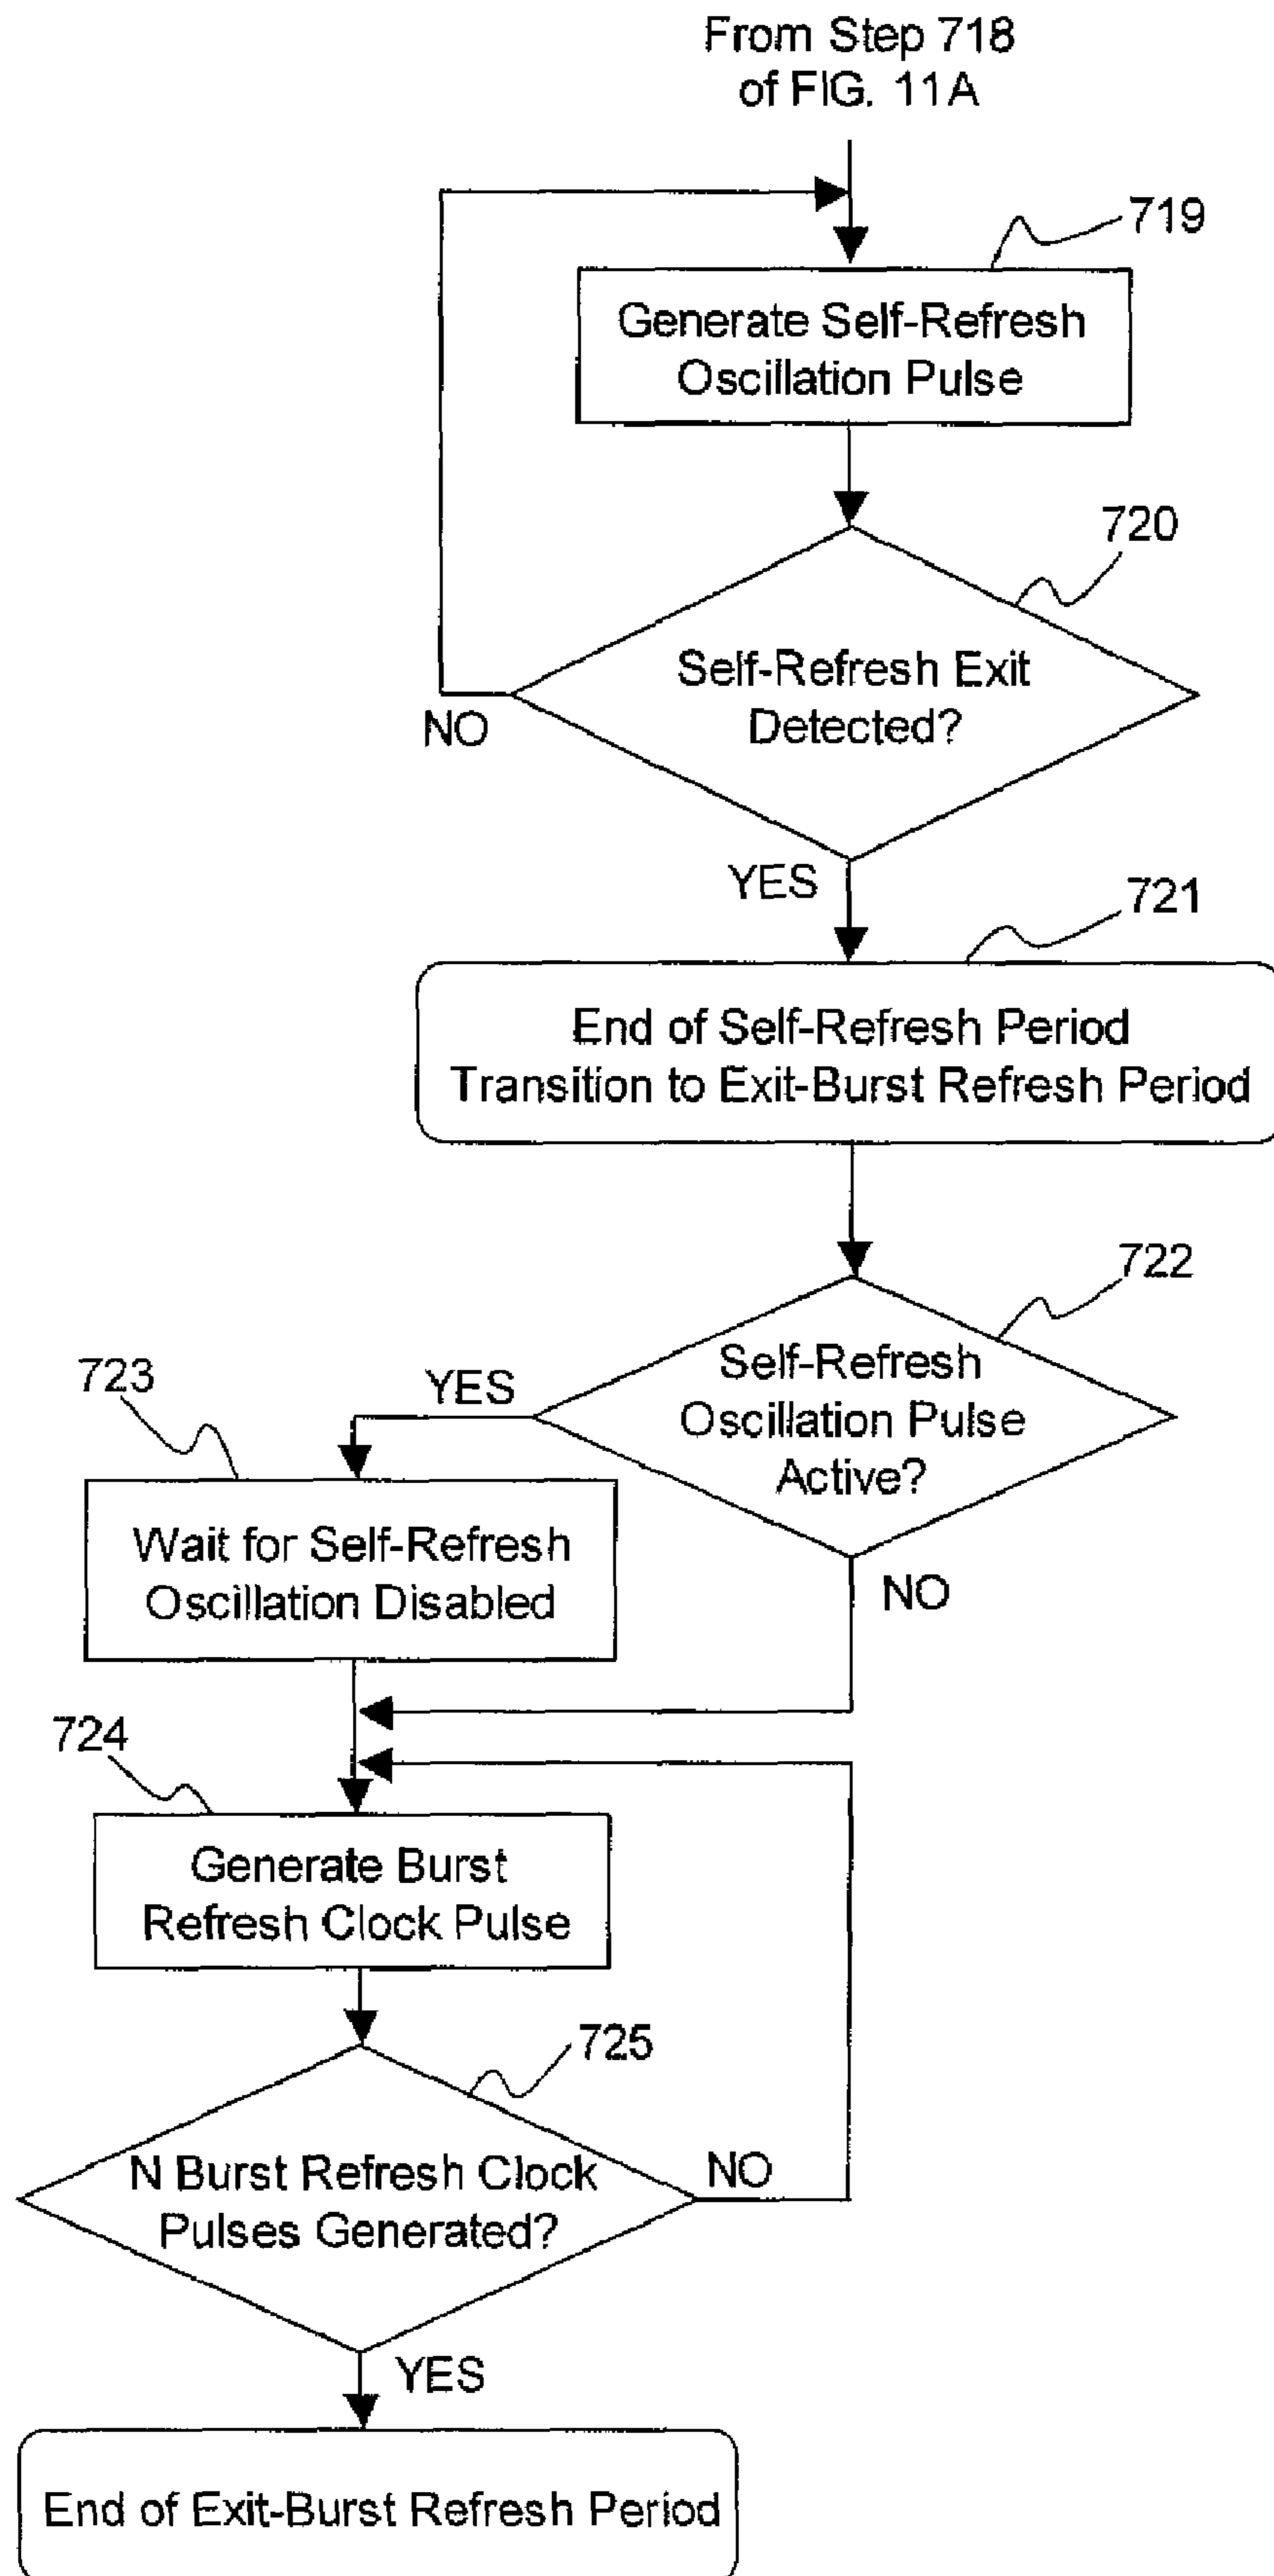 From Step 718
of FIG. 11A
719
Generate Self-Refresh
Oscillation Pulse
720
Self-Refresh Exit
Detected?
NO
YES
721
End of Self-Refresh Period
Transition to Exit-Burst Refresh Period
722
Self-Refresh
Oscillation Pulse
Active?
YES
723
Wait for Self-Refresh
Oscillation Disabled
NO
724
Generate Burst
Refresh Clock Pulse
725
N Burst Refresh Clock
Pulses Generated?
NO
YES
End of Exit-Burst Refresh Period